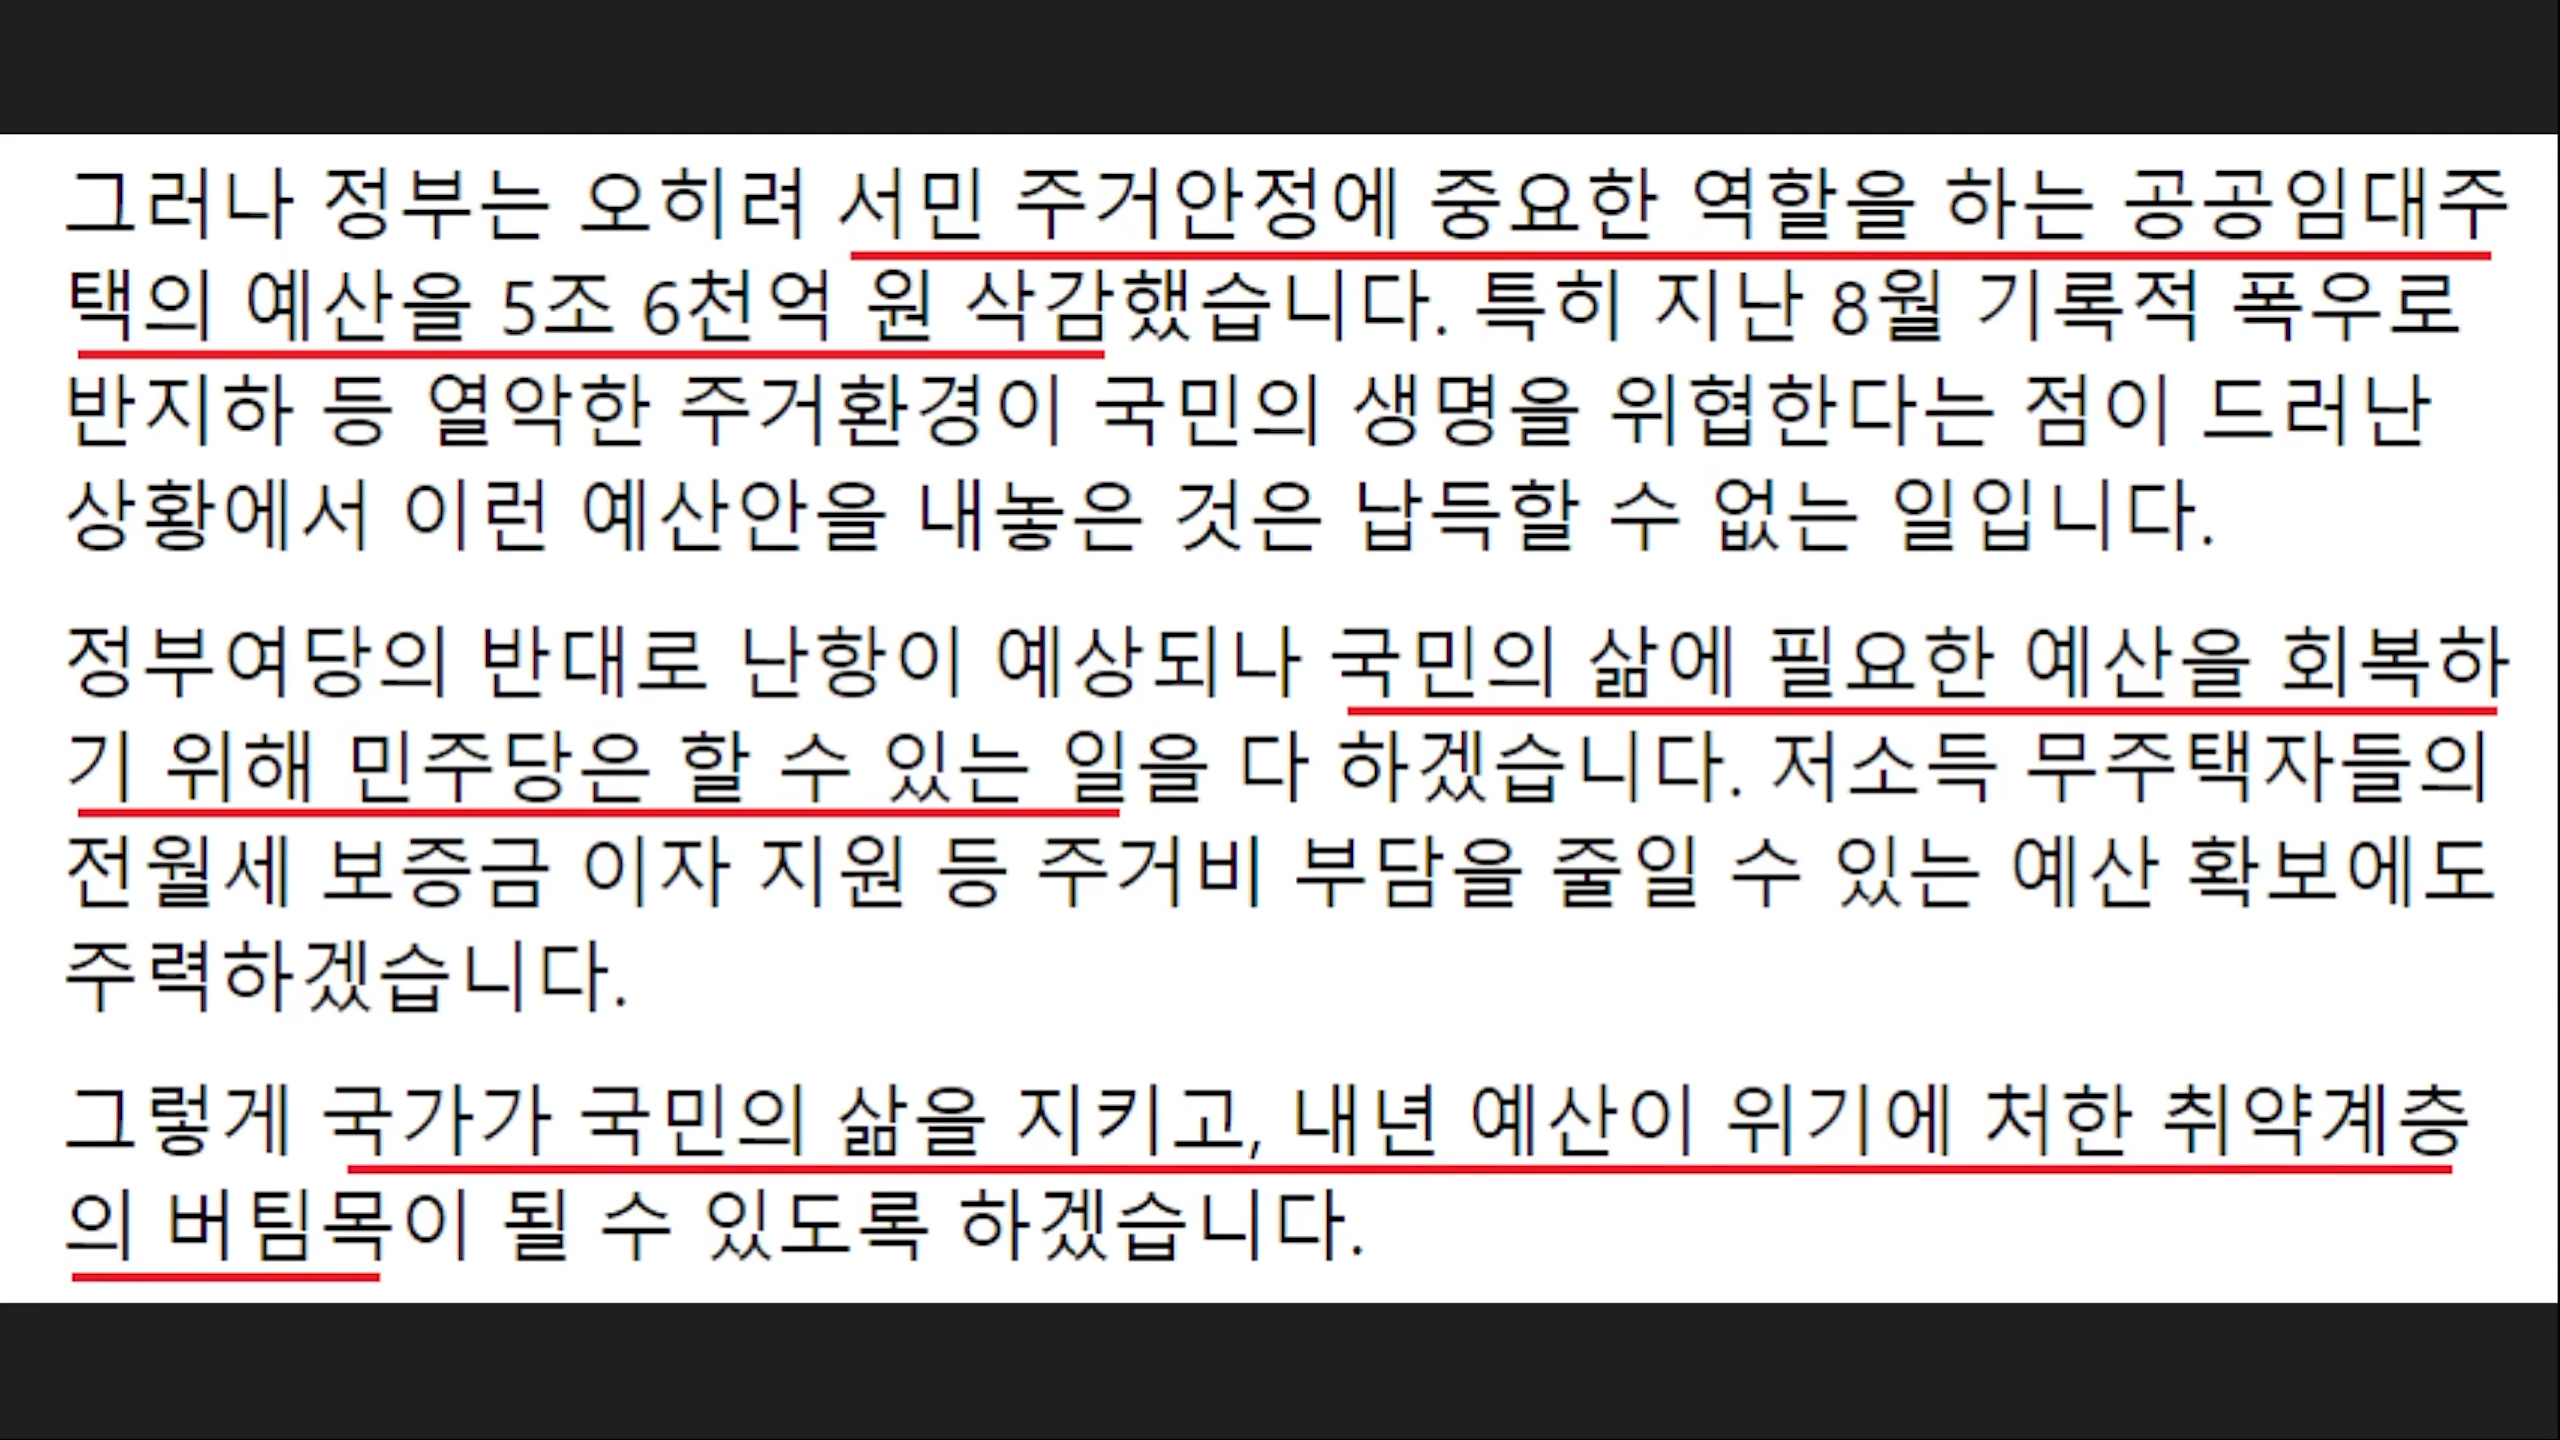 그러나 정부는 오히려 서민 주거안정에 중요한 역할을 하는 공공임대주
택의 예산을 5조 6천억 원 삭감했습니다. 특히 지난 8월 기록적 폭우로
반지하 등 열악한 주거환경이 국민의 생명을 위협한다는 점이 드러난
상황에서 이런 예산안을 내놓은 것은 납득할 수 없는 일입니다.
정부여당의 반대로 난항이 예상되나 국민의 삶에 필요한 예산을 회복하
기 위해 민주당은 할 수 있는 일을 다 하겠습니다. 저소득 무주택자들의
전월세 보증금 이자 지원 등 주거비 부담을 줄일 수 있는 예산 확보에도
주력하겠습니다.
그렇게 국가가 국민의 삶을 지키고, 내년 예산이 위기에 처한 취약계층
의 버팀목이 될 수 있도록 하겠습니다.